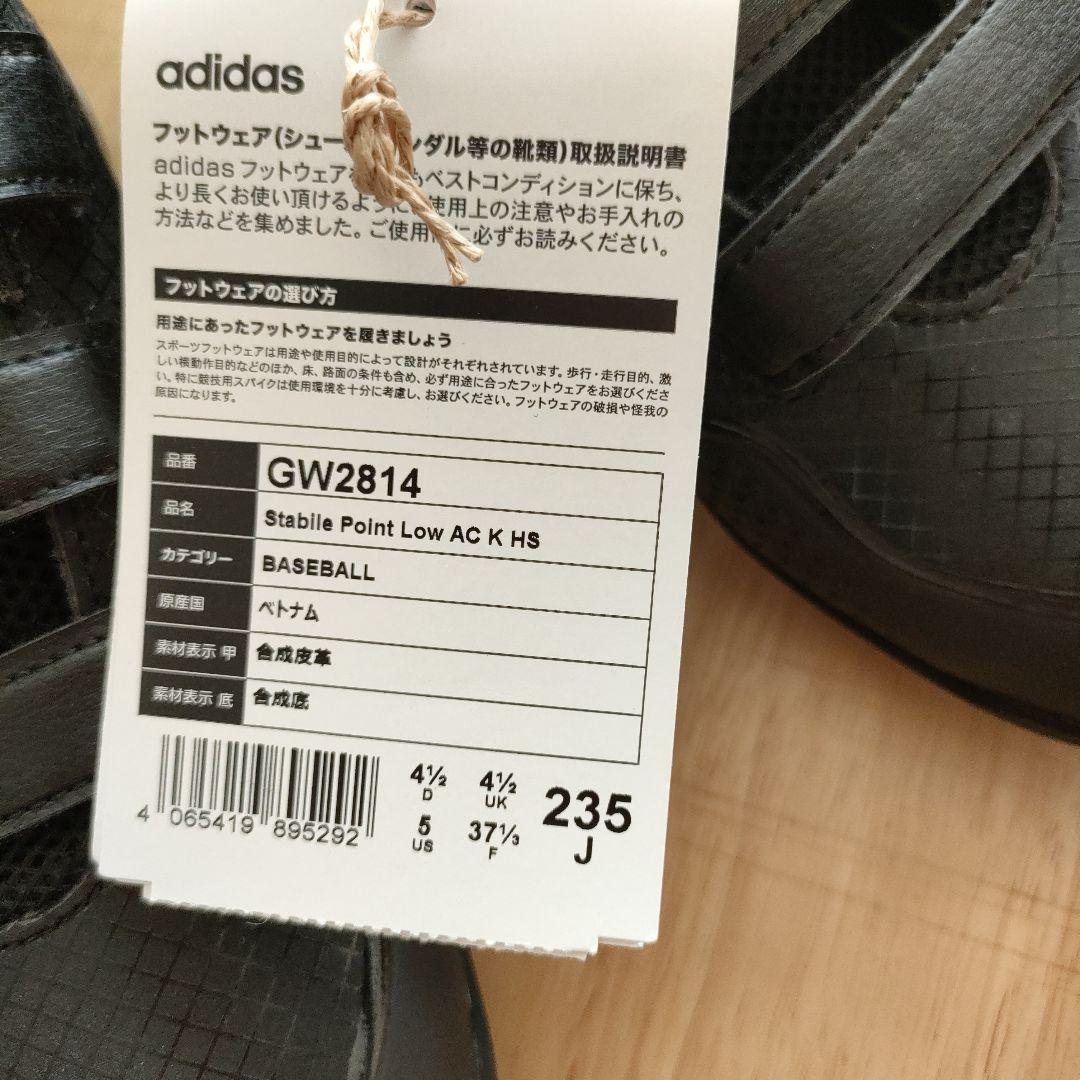 adidas
フットウェア(シュー ンダル等の靴類)取扱説明書
adidas フットウェアを もベストコンディションに保ち、
より長くお使い頂けるように 使用上の注意やお手入れの
方法などを集めました。ご使用 に必ずお読みください。
フットウェアの選び方
用途にあったフットウェアを履きましょう
スポーツフットウェアは用途や使用目的によって設計がそれぞれされています。歩行・走行目的、激
しい横動作目的などのほか、床、路面の条件も含め、必ず用途に合ったフットウェアをお選びくださ
い。特に競技用スパイクは使用環境を十分に考慮し、お選びください。フットウェアの破損や怪我の
原因になります。
品番 GW2814
品名 Stabile Point Low AC K HS
カテゴリー BASEBALL
原産国 ベトナム
素材表示 甲 合成皮革
素材表示 底 合成底
4 065419 895292
4½ D
4½ UK
5 US
37⅓ F
235 J